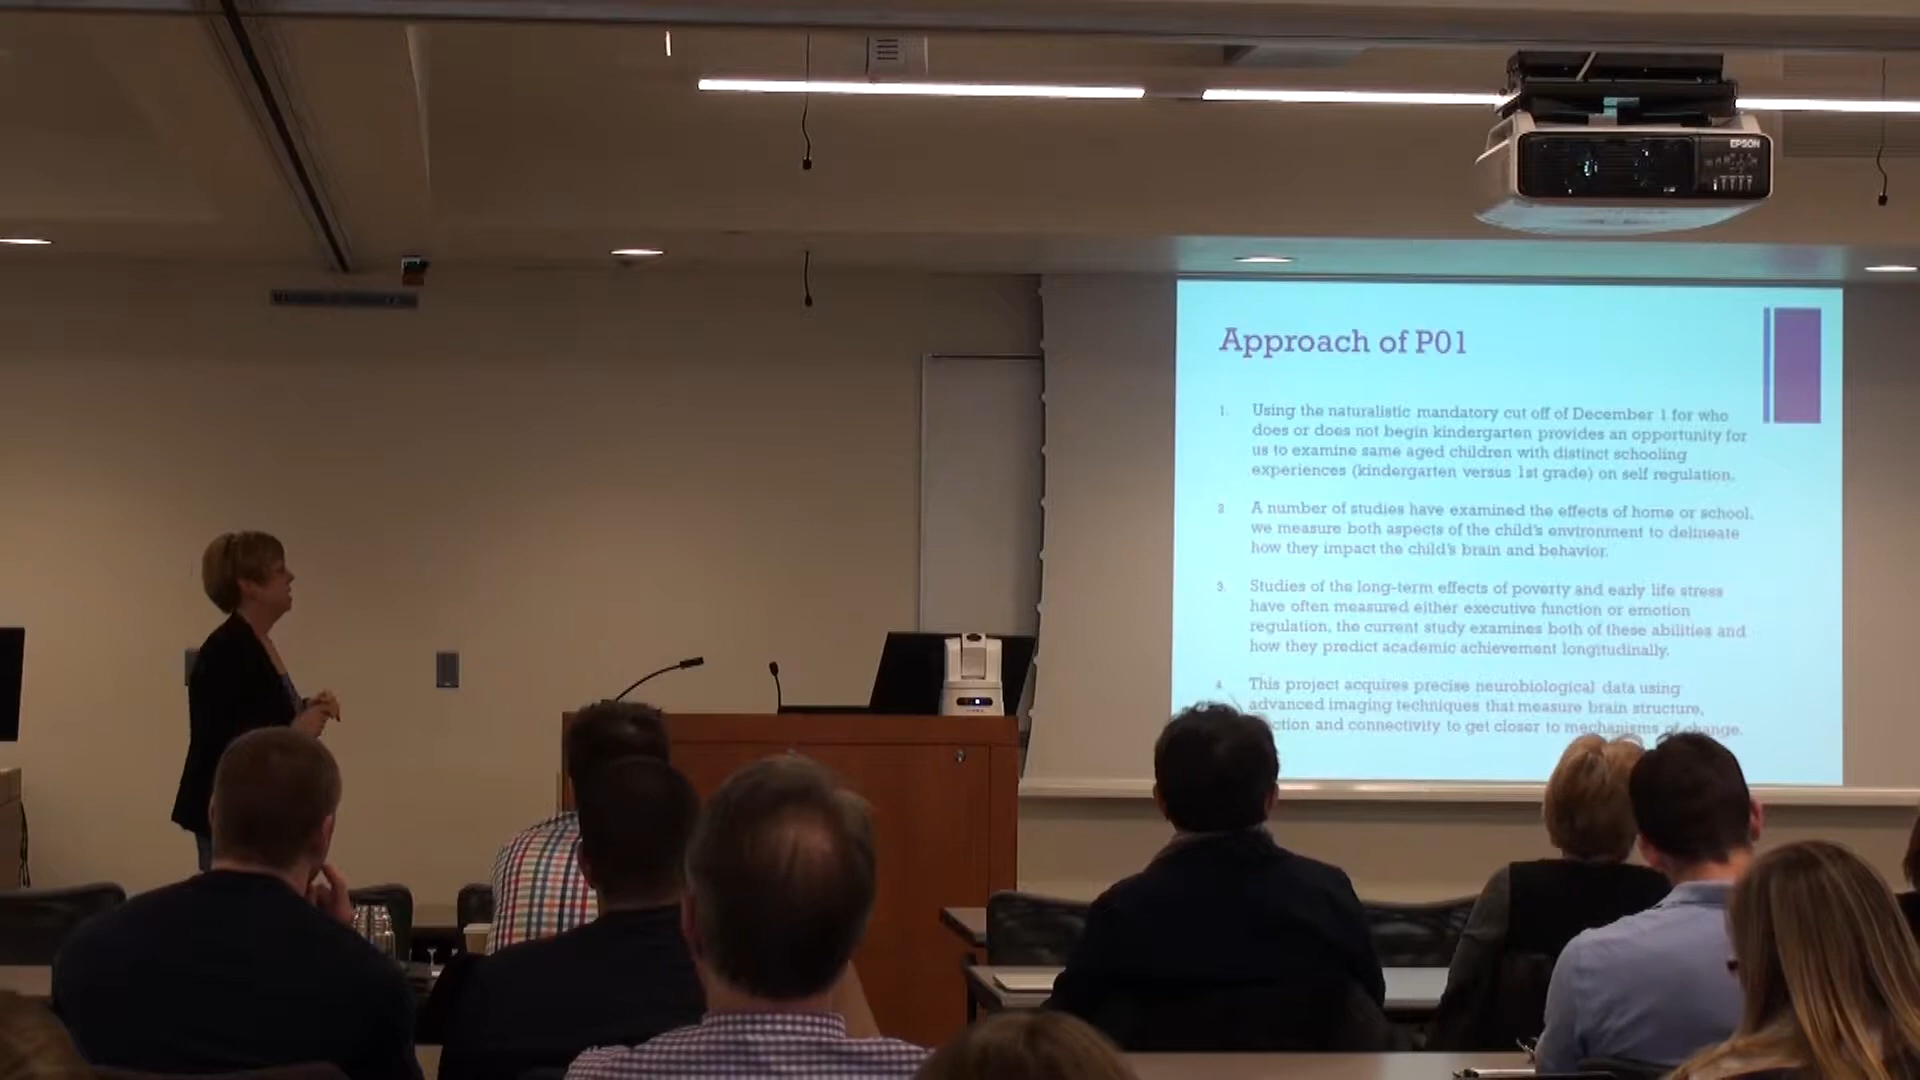 EPSON
Approach of P01
1. Using the naturalistic mandatory cut off of December 1 for who
does or does not begin kindergarten provides an opportunity for
us to examine same aged children with distinct schooling
experiences (kindergarten versus 1st grade) on self regulation.
2. A number of studies have examined the effects of home or school,
we measure both aspects of the child's environment to delineate
how they impact the child's brain and behavior.
3. Studies of the long-term effects of poverty and early life stress
have often measured either executive function or emotion
regulation, the current study examines both of these abilities and
how they predict academic achievement longitudinally.
4. This project acquires precise neurobiological data using
advanced imaging techniques that measure brain structure,
ction and connectivity to get closer to mechanisms of change.